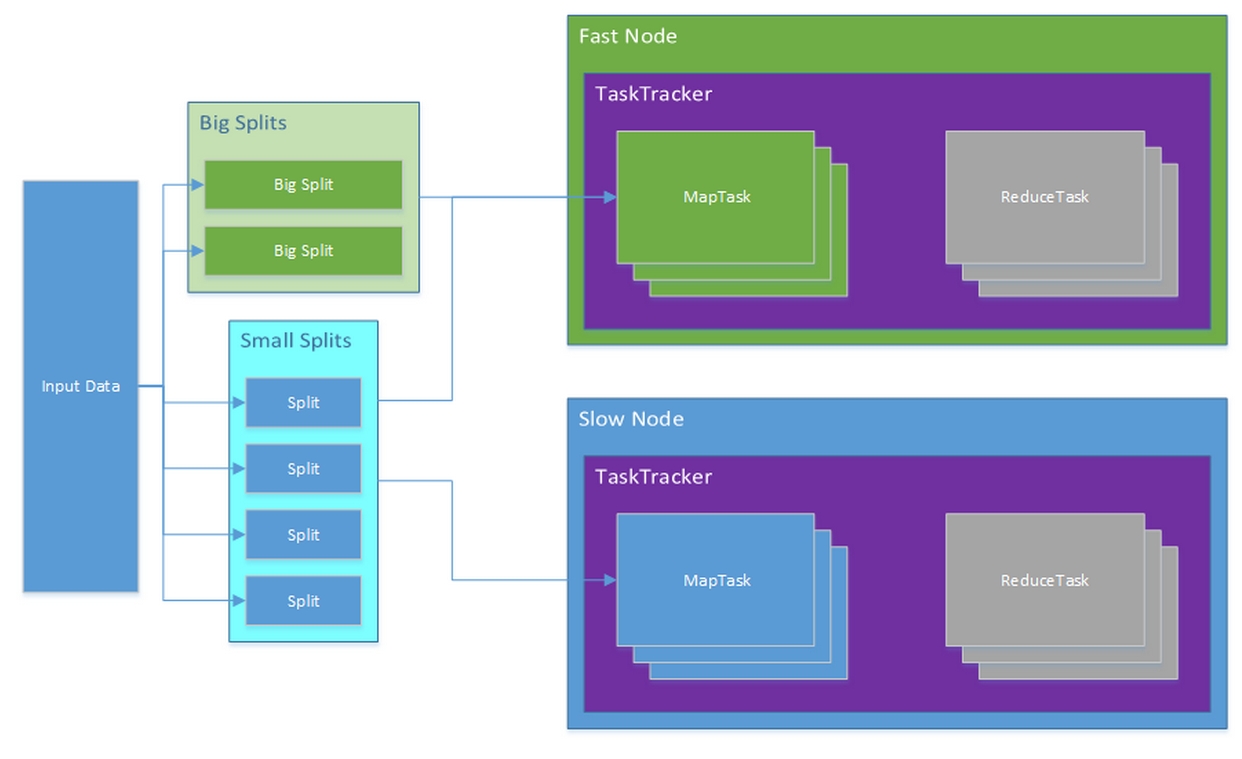 Input Data
Big Splits
Big Split
Big Split
Small Splits
Split
Split
Split
Split
Fast Node
TaskTracker
MapTask
ReduceTask
Slow Node
TaskTracker
MapTask
ReduceTask